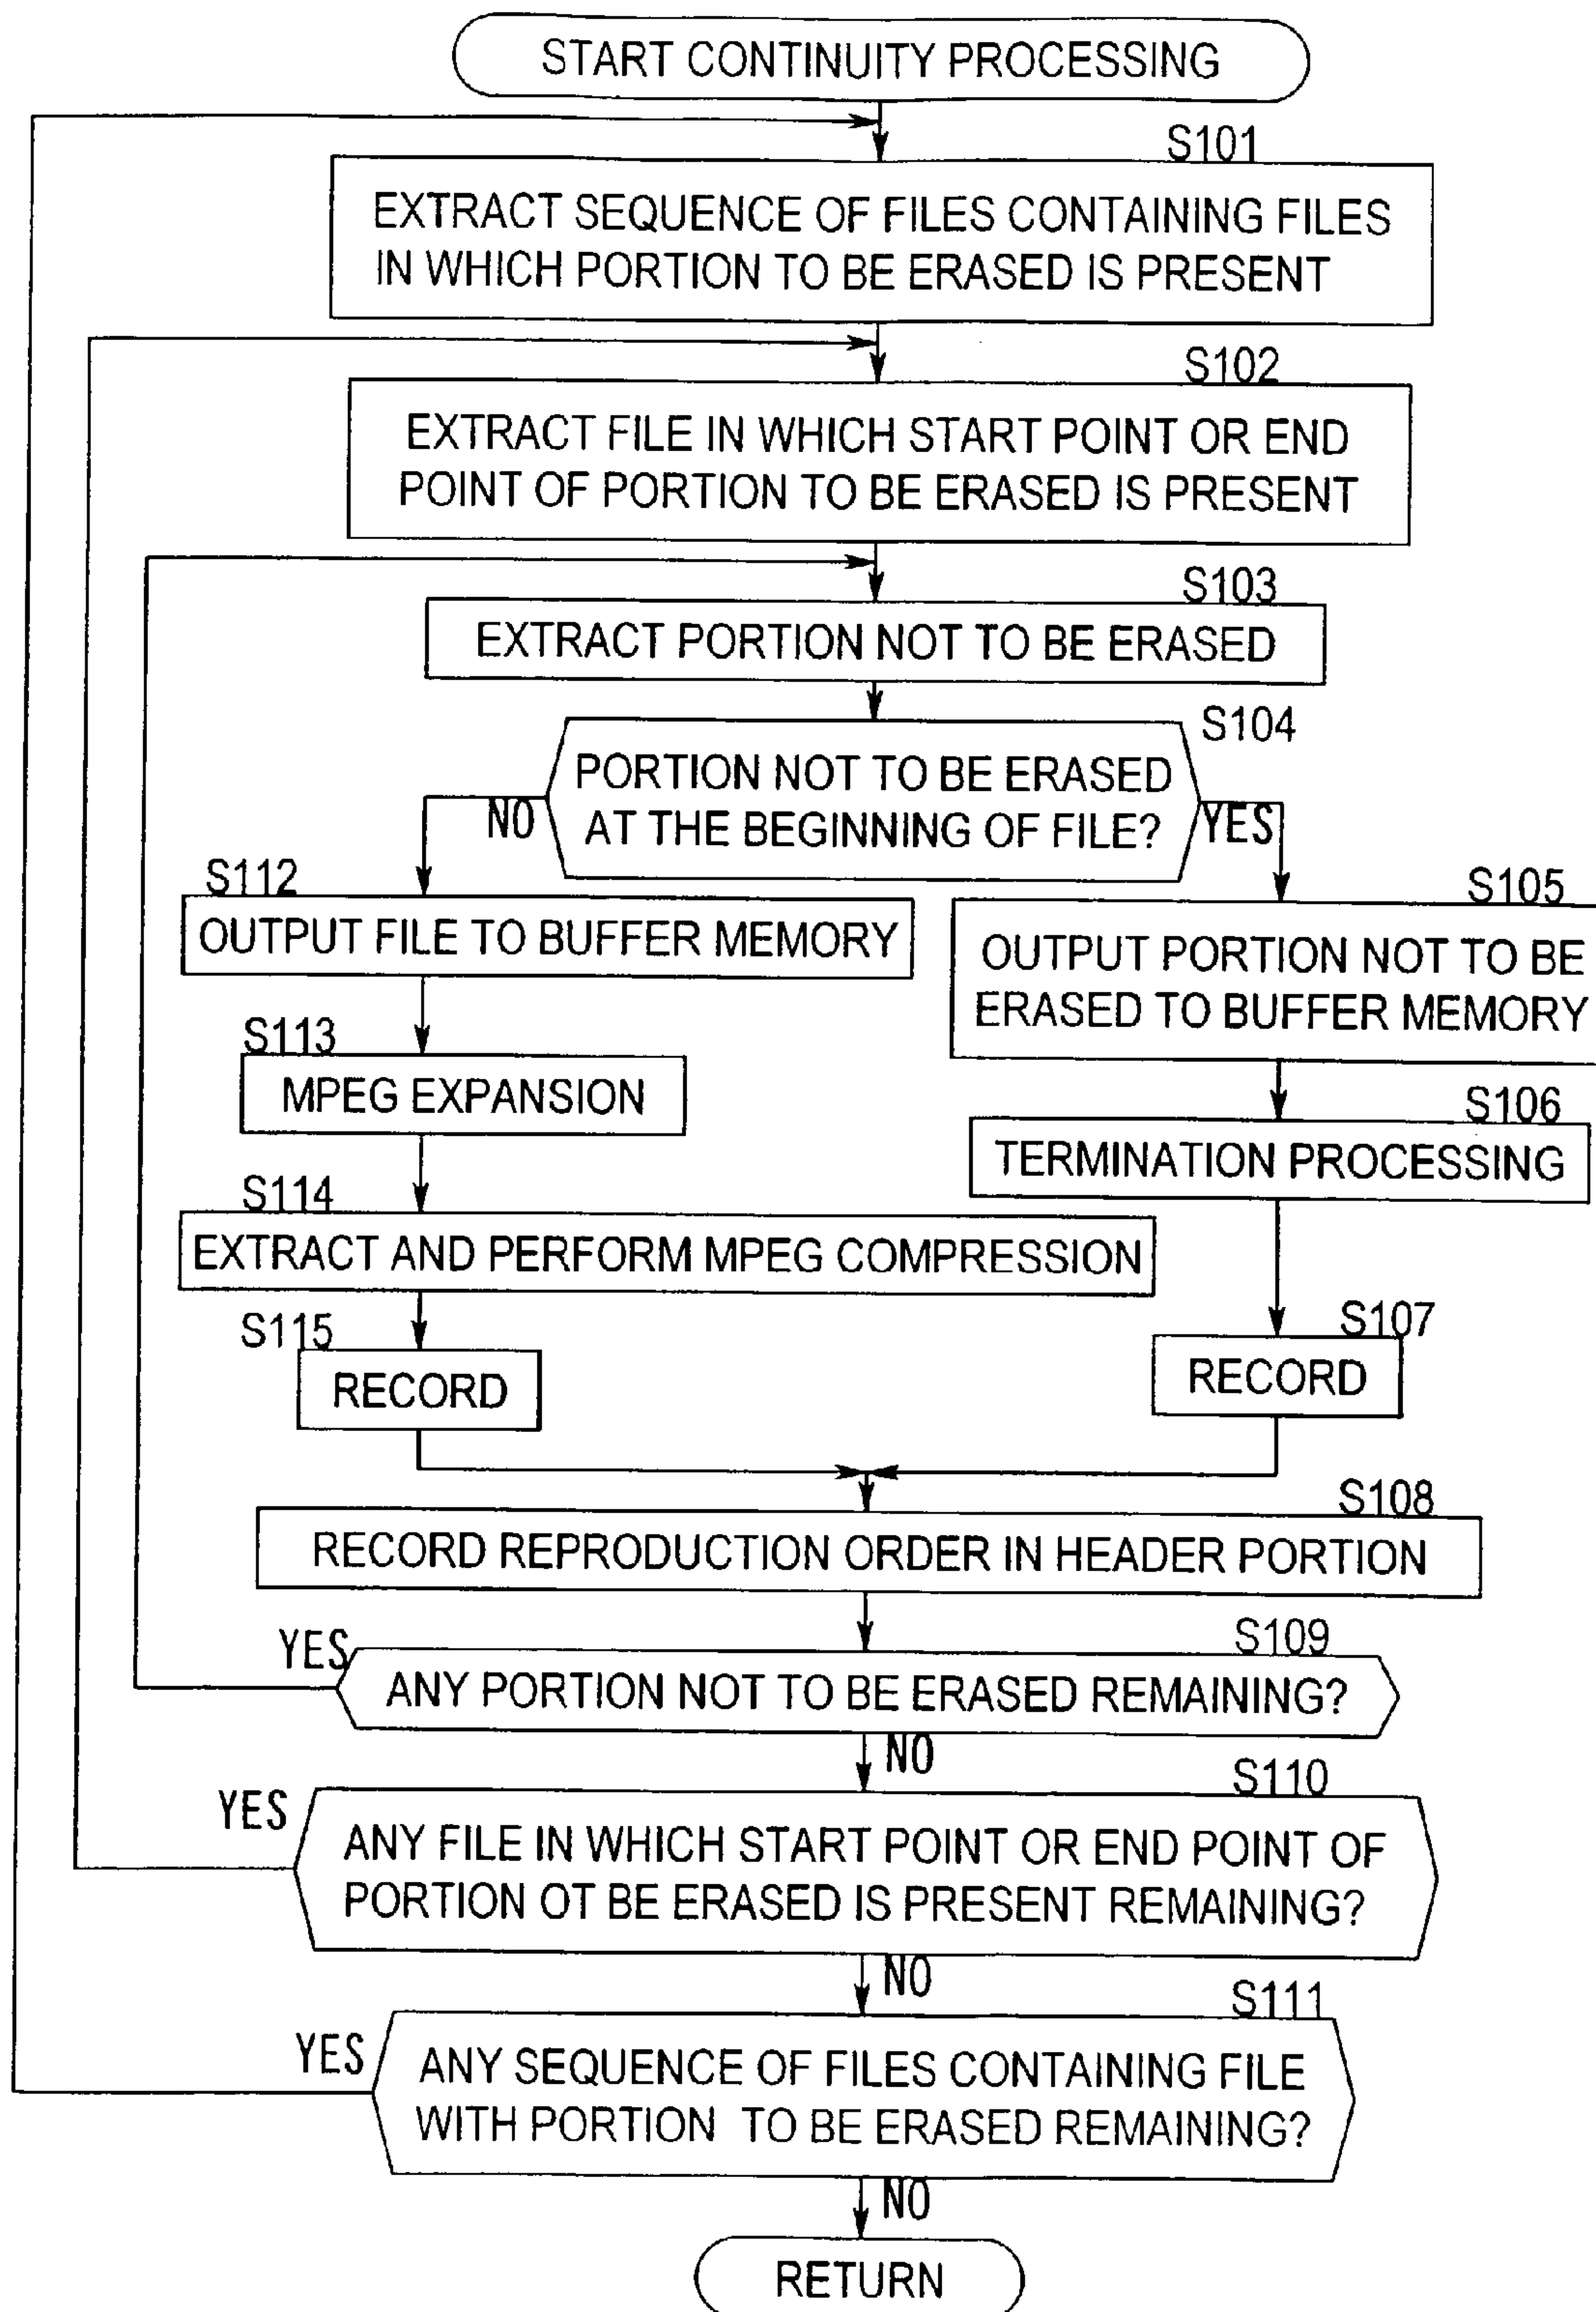 START CONTINUITY PROCESSING
S101
EXTRACT SEQUENCE OF FILES CONTAINING FILES
IN WHICH PORTION TO BE ERASED IS PRESENT
S102
EXTRACT FILE IN WHICH START POINT OR END
POINT OF PORTION TO BE ERASED IS PRESENT
S103
EXTRACT PORTION NOT TO BE ERASED
S104
PORTION NOT TO BE ERASED
AT THE BEGINNING OF FILE?
NO
YES
S112
OUTPUT FILE TO BUFFER MEMORY
S105
OUTPUT PORTION NOT TO BE
ERASED TO BUFFER MEMORY
S113
MPEG EXPANSION
S106
TERMINATION PROCESSING
S114
EXTRACT AND PERFORM MPEG COMPRESSION
S115
RECORD
S107
RECORD
S108
RECORD REPRODUCTION ORDER IN HEADER PORTION
S109
YES
ANY PORTION NOT TO BE ERASED REMAINING?
NO
S110
YES
ANY FILE IN WHICH START POINT OR END POINT OF
PORTION OT BE ERASED IS PRESENT REMAINING?
NO
S111
YES
ANY SEQUENCE OF FILES CONTAINING FILE
WITH PORTION TO BE ERASED REMAINING?
NO
RETURN